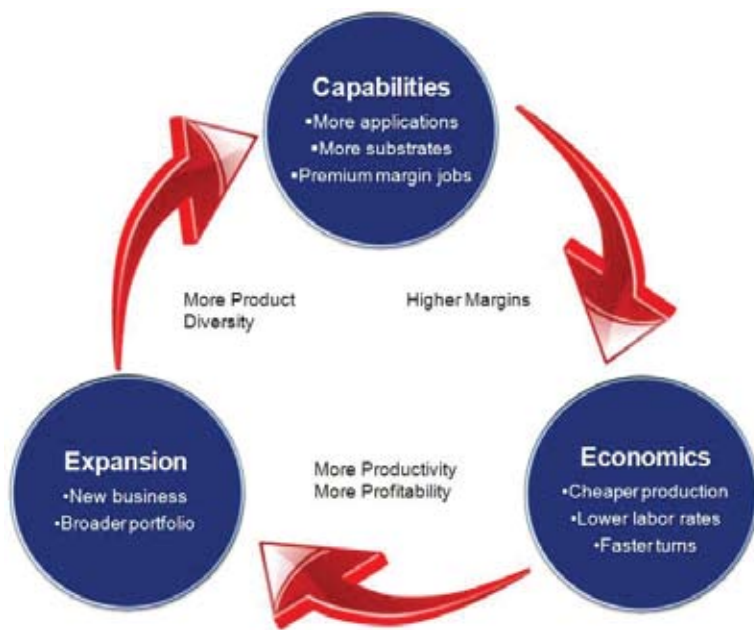 Capabilities
•More applications
•More substrates
•Premium margin jobs
More Product
Diversity
Higher Margins
Expansion
•New business
•Broader portfolio
More Productivity
More Profitability
Economics
•Cheaper production
•Lower labor rates
•Faster turns